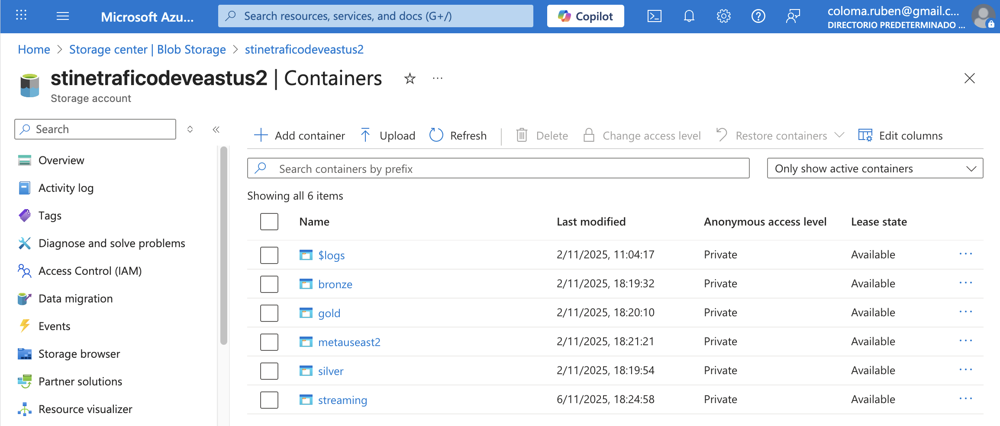 Microsoft Azu...
Search resources, services, and docs (G+/)
Copilot
coloma.ruben@gmail.c...
DIRECTORIO PREDETERMINADO ...
Home > Storage center | Blob Storage > stinetraficodeveastus2
stinetraficodeveastus2 | Containers
Storage account
Search
Overview
Activity log
Tags
Diagnose and solve problems
Access Control (IAM)
Data migration
Events
Storage browser
Partner solutions
Resource visualizer
Add container Upload Refresh Delete Change access level Restore containers Edit columns
Search containers by prefix
Only show active containers
Showing all 6 items
Name Last modified Anonymous access level Lease state
$logs 2/11/2025, 11:04:17 Private Available
bronze 2/11/2025, 18:19:32 Private Available
gold 2/11/2025, 18:20:10 Private Available
metauseast2 2/11/2025, 18:21:21 Private Available
silver 2/11/2025, 18:19:54 Private Available
streaming 6/11/2025, 18:24:58 Private Available